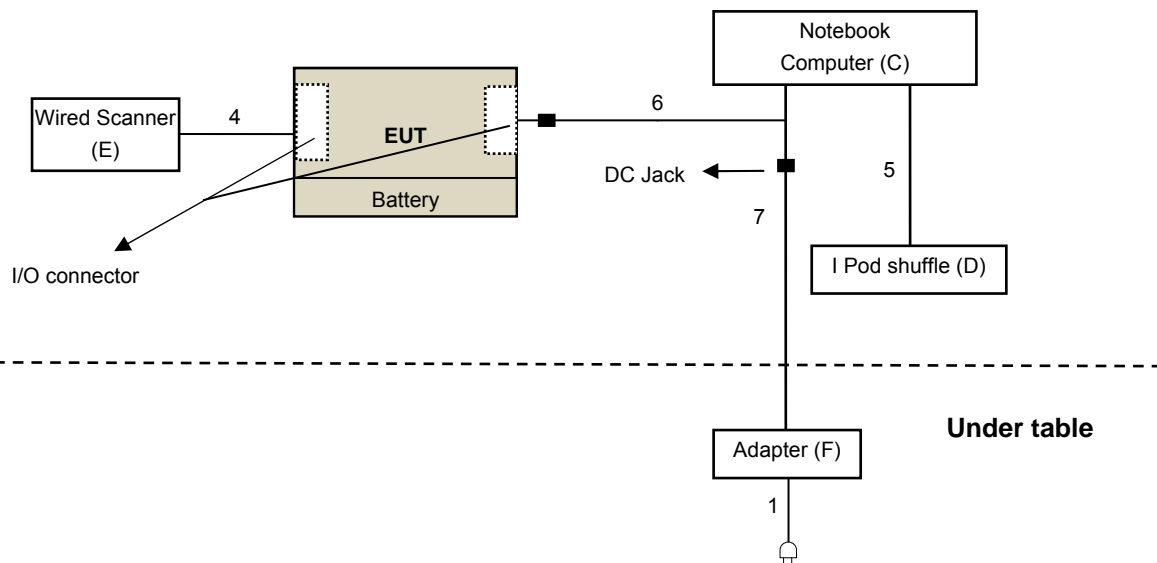 Notebook
Computer (C)
Wired Scanner
(E)
4
EUT
Battery
6
DC Jack
5
7
I Pod shuffle (D)
I/O connector
Under table
Adapter (F)
1